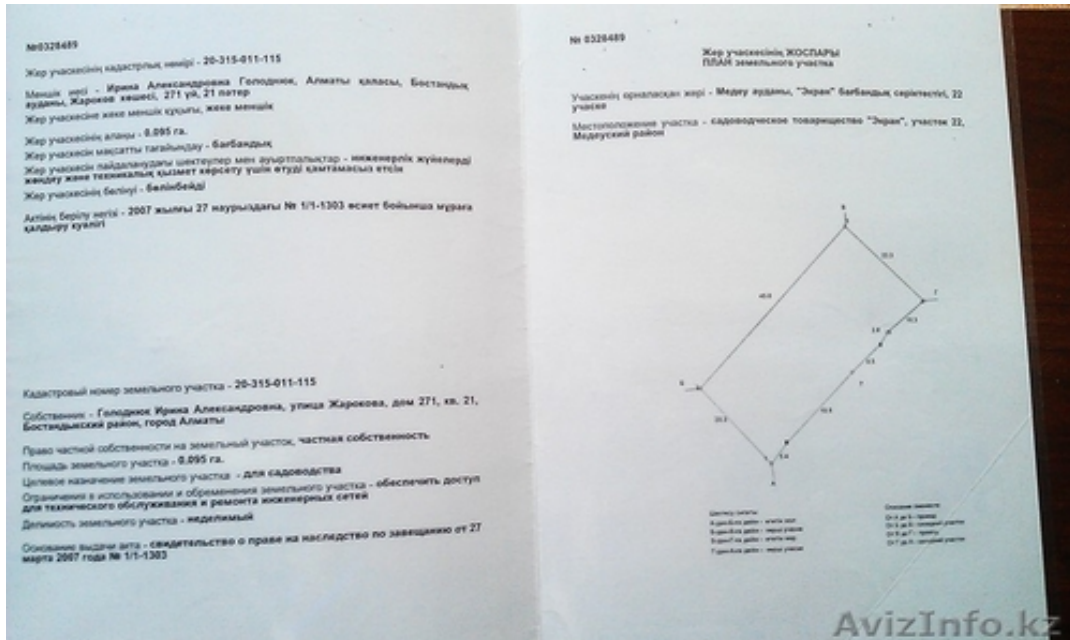 №0328489
Жер учаскесінің кадастрлық нөмірі - 20-315-011-115
Меншік иесі - Ирина Александровна Голоднюк, Алматы қаласы, Бостандық
ауданы, Жароков көшесі, 271 үй, 21 пәтер
Жер учаскесіне жеке меншік құқығы, жеке меншік
Жер учаскесінің алаңы - 0.095 га.
Жер учаскесін мақсатты тағайындау - бағбандық
Жер учаскесін пайдаланудағы шектеулер мен ауыртпалықтар - инженерлік жүйелерді
жөндеу және техникалық қызмет көрсету үшін өтуді қамтамасыз етсін
Жер учаскесінің бөлінуі - бөлінбейді
Актінің берілу негізі - 2007 жылғы 27 наурыздағы № 1/1-1303 өсиет бойынша мұраға
қалдыру куәлігі
Кадастровый номер земельного участка - 20-315-011-115
Собственник - Голоднюк Ирина Александровна, улица Жарокова, дом 271, кв. 21,
Бостандыкский район, город Алматы
Право частной собственности на земельный участок, частная собственность
Площадь земельного участка - 0.095 га.
Целевое назначение земельного участка - для садоводства
Ограничения в использовании и обременения земельного участка - обеспечить доступ
для технического обслуживания и ремонта инженерных сетей
Делимость земельного участка - неделимый
Основание выдачи акта - свидетельство о праве на наследство по завещанию от 27
марта 2007 года № 1/1-1303
№ 0328489
Жер учаскесінің ЖОСПАРЫ
ПЛАН земельного участка
Учаскенің орналасқан жері - Медеу ауданы, "Экран" бағбандық серіктестігі, 22
учаске
Местоположение участка - садоводческое товарищество "Экран", участок 22,
Медеуский район
AvizInfo.kz